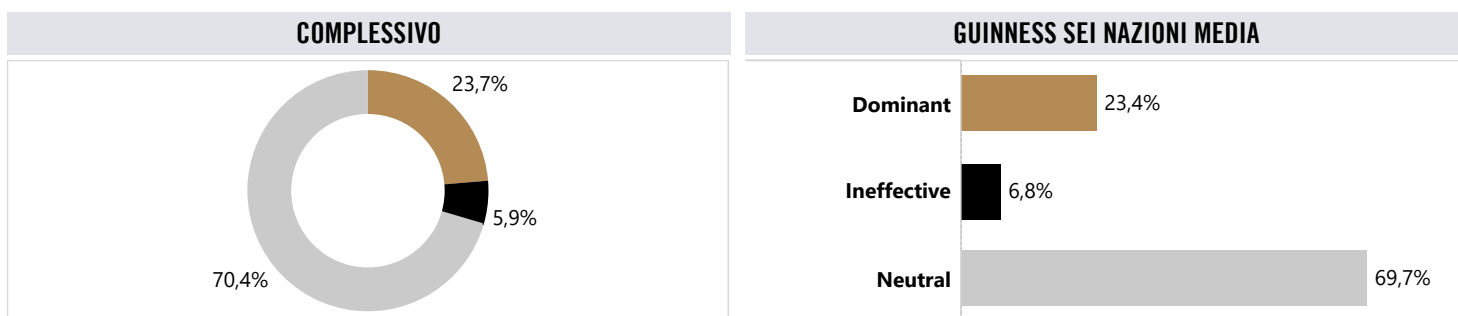 COMPLESSIVO
23,7%
5,9%
70,4%
GUINNESS SEI NAZIONI MEDIA
Dominant 23,4%
Ineffective 6,8%
Neutral 69,7%